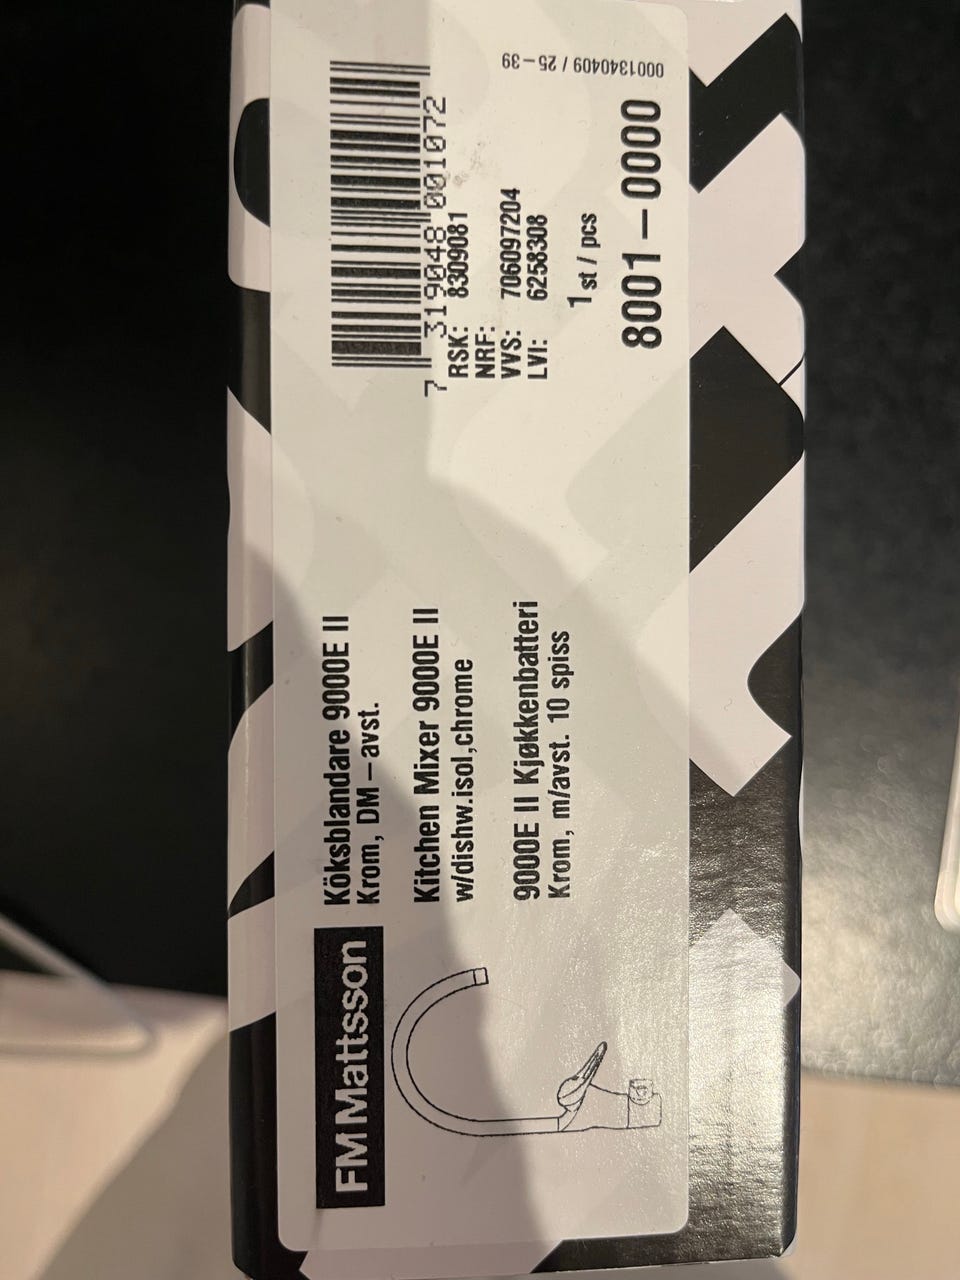 FM Mattsson
Köksblandare 9000E II
Krom, DM-avst.
Kitchen Mixer 9000E II
w/dishw.isol,chrome
9000E II Kjøkkenbatteri
Krom, m/avst. 10 spiss
7 319048 001072
RSK: 8309081
NRF:
VVS: 706097204
LVI: 6258308
1 st / pcs
8001-0000
0001340409 / 25-39